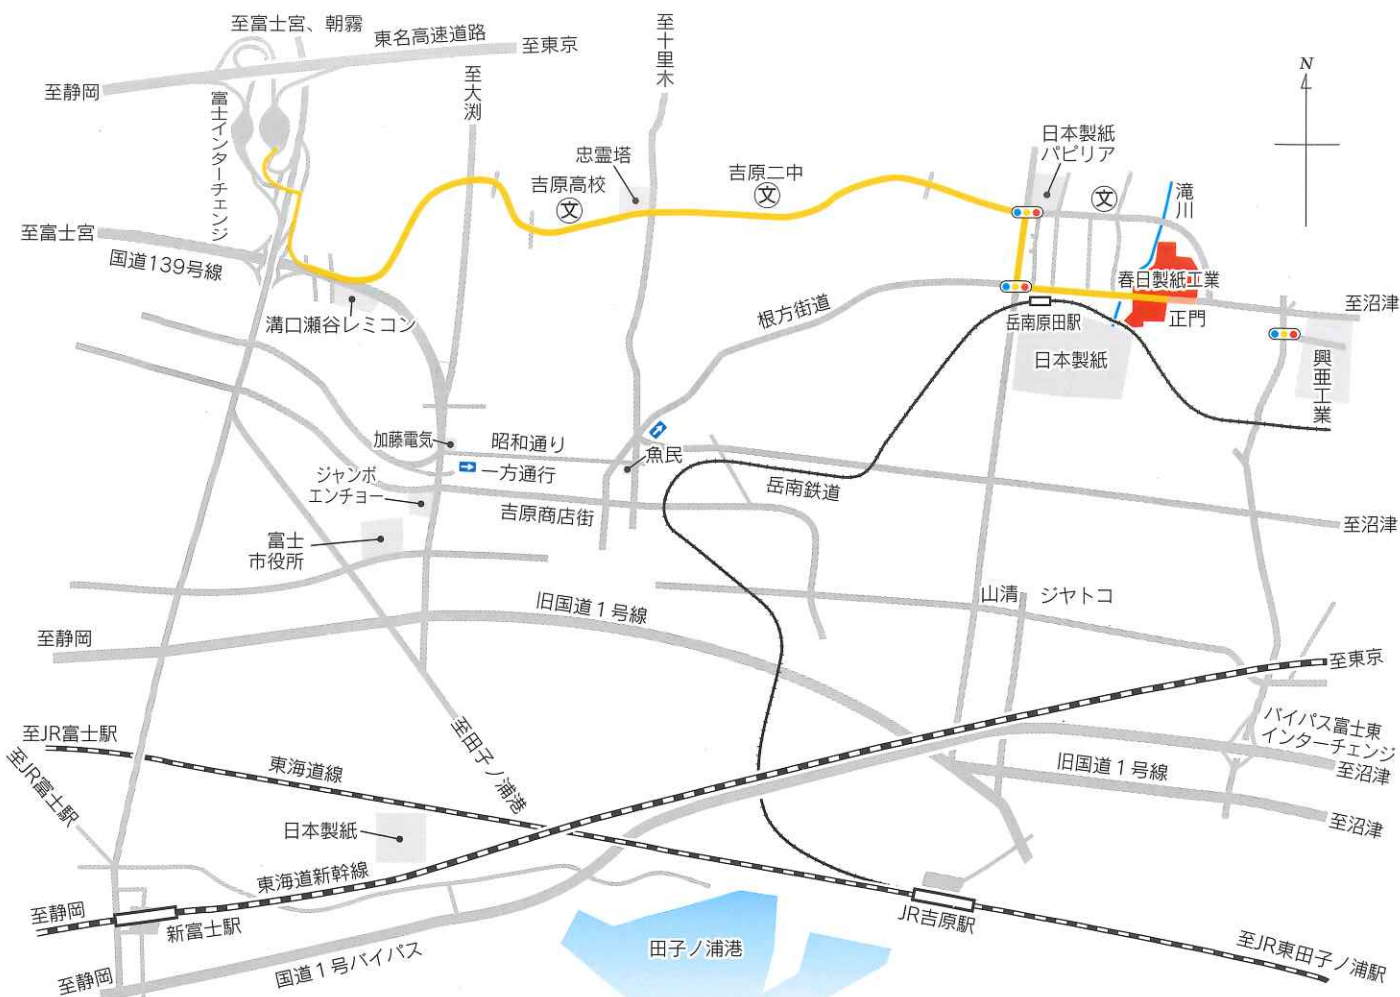 至富士宮、朝霧
東名高速道路
至東京
至静岡
富士インターチェンジ
至大渕
至十里木
N
日本製紙
パピリア
忠霊塔
吉原高校
文
吉原二中
文
文
滝川
至富士宮
国道139号線
溝口瀬谷レミコン
根方街道
春日製紙工業
正門
至沼津
岳南原田駅
日本製紙
興亜工業
加藤電気
昭和通り
一方通行
魚民
ジャンボ
エンチョー
吉原商店街
岳南鉄道
至沼津
富士
市役所
旧国道1号線
山清
ジヤトコ
至静岡
至東京
至JR富士駅
至JR富士駅
東海道線
至田子ノ浦港
バイパス富士東
インターチェンジ
至沼津
旧国道1号線
至沼津
日本製紙
東海道新幹線
至静岡
新富士駅
JR吉原駅
田子ノ浦港
至静岡
国道1号バイパス
至JR東田子ノ浦駅